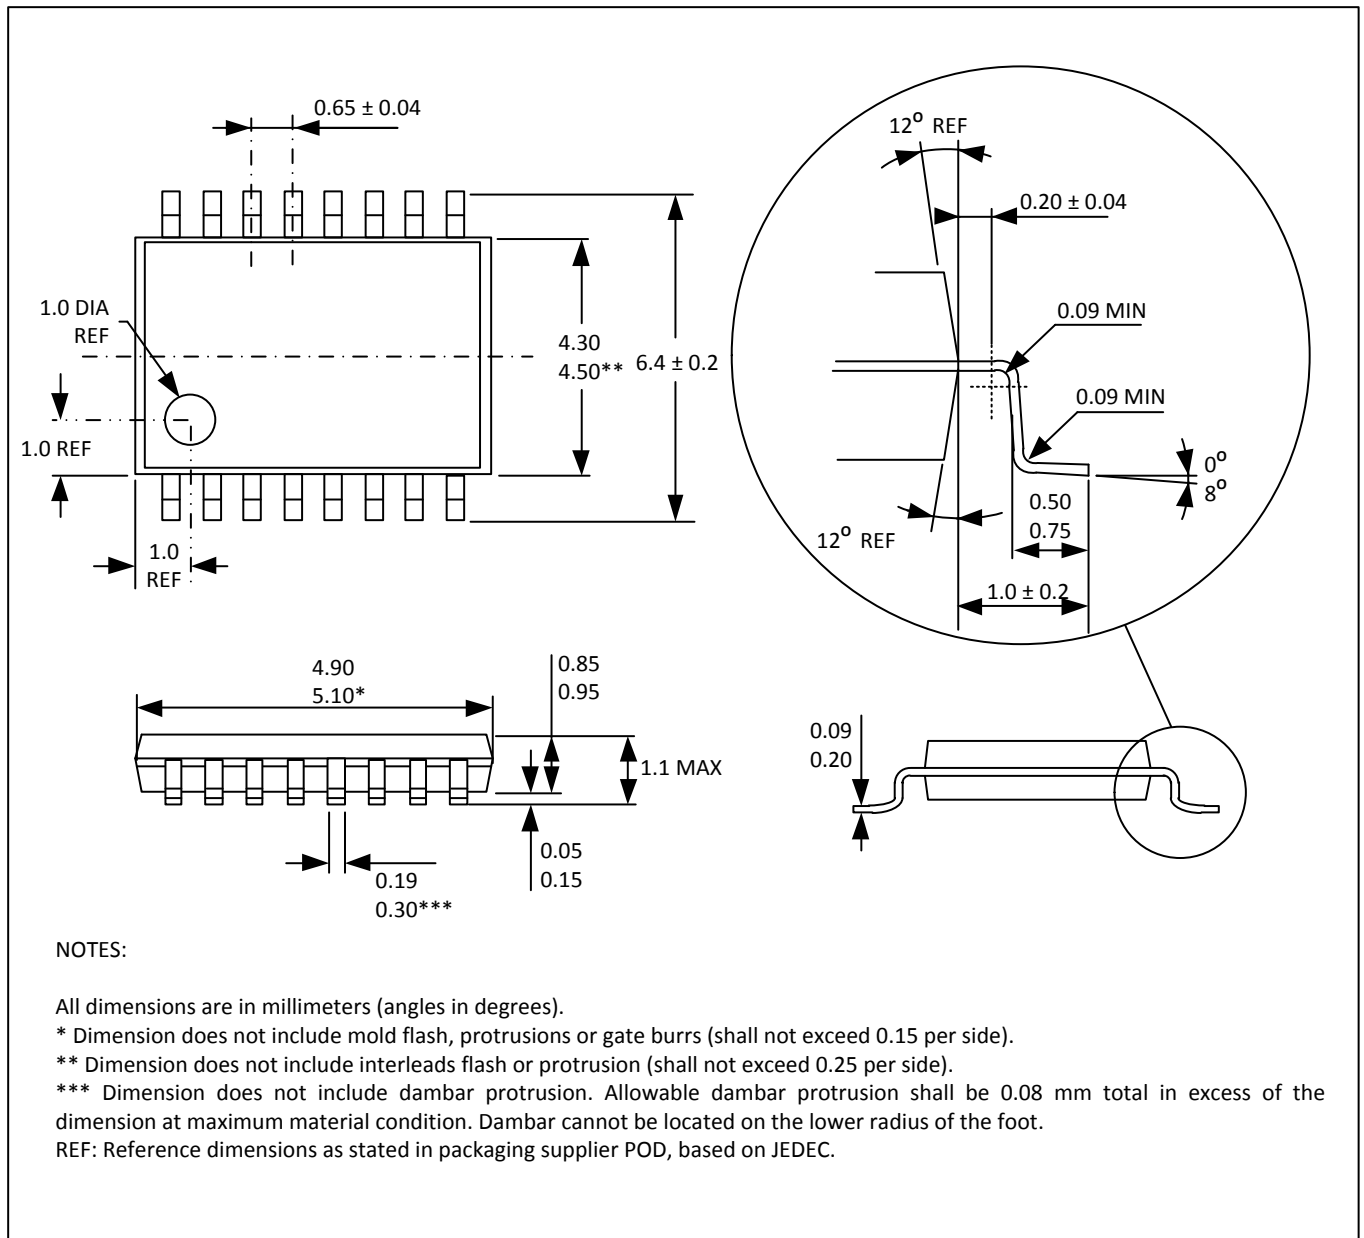 0.65 ± 0.04
12° REF
0.20 ± 0.04
1.0 DIA
REF
4.30
4.50**
6.4 ± 0.2
0.09 MIN
0.09 MIN
1.0 REF
0°
8°
0.50
0.75
12° REF
1.0
REF
1.0 ± 0.2
4.90
5.10*
0.85
0.95
1.1 MAX
0.09
0.20
0.05
0.15
0.19
0.30***
NOTES:
All dimensions are in millimeters (angles in degrees).
* Dimension does not include mold flash, protrusions or gate burrs (shall not exceed 0.15 per side).
** Dimension does not include interleads flash or protrusion (shall not exceed 0.25 per side).
*** Dimension does not include dambar protrusion. Allowable dambar protrusion shall be 0.08 mm total in excess of the
dimension at maximum material condition. Dambar cannot be located on the lower radius of the foot.
REF: Reference dimensions as stated in packaging supplier POD, based on JEDEC.